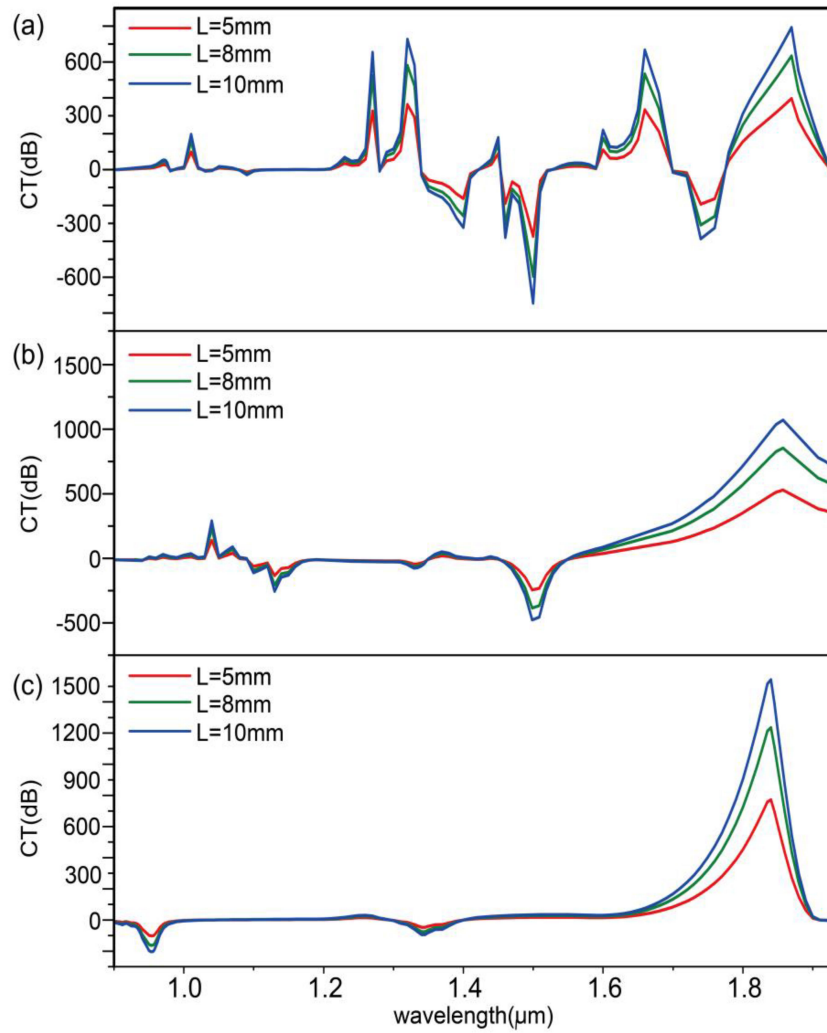 (a)
L=5mm
L=8mm
L=10mm
CT(dB)
600
300
0
-300
-600
(b)
L=5mm
L=8mm
L=10mm
CT(dB)
1500
1000
500
0
-500
(c)
L=5mm
L=8mm
L=10mm
CT(dB)
1500
1200
900
600
300
0
1.0 1.2 1.4 1.6 1.8
wavelength(μm)